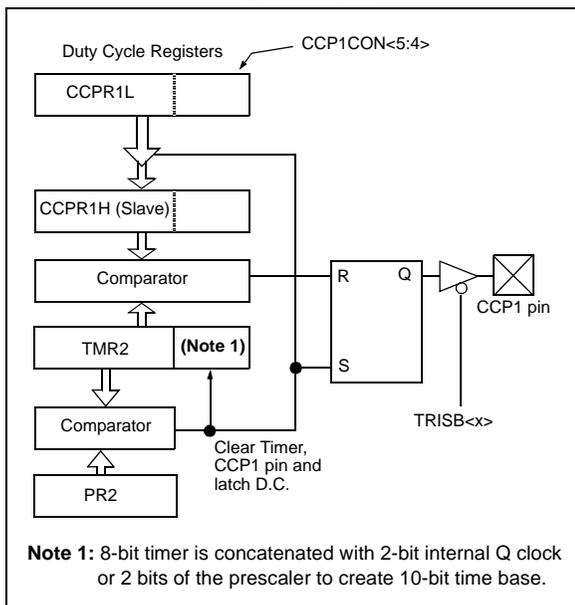 Duty Cycle Registers
CCP1CON<5:4>
CCPR1L
CCPR1H (Slave)
Comparator
R
Q
CCP1 pin
TMR2
(Note 1)
S
Comparator
TRISB<x>
Clear Timer,
CCP1 pin and
latch D.C.
PR2
Note 1: 8-bit timer is concatenated with 2-bit internal Q clock
or 2 bits of the prescaler to create 10-bit time base.